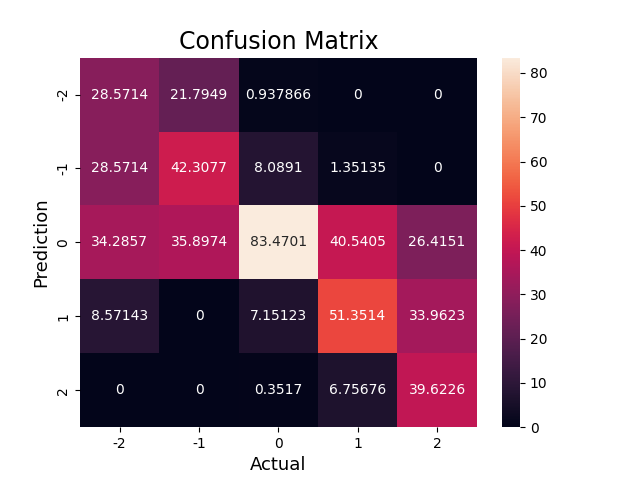 Confusion Matrix
-2 28.5714 21.7949 0.937866 0 0
-1 28.5714 42.3077 8.0891 1.35135 0
0 34.2857 35.8974 83.4701 40.5405 26.4151
1 8.57143 0 7.15123 51.3514 33.9623
2 0 0 0.3517 6.75676 39.6226
-2 -1 0 1 2
Prediction
Actual
80
70
60
50
40
30
20
10
0